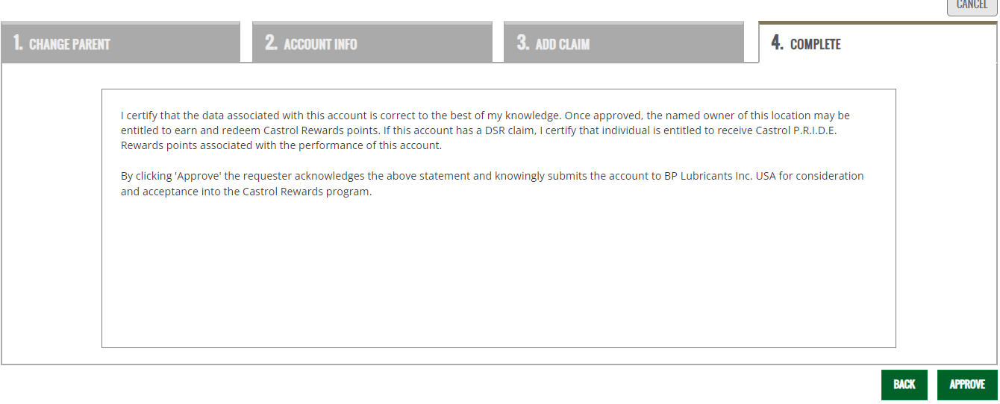 CANCEL
1. CHANGE PARENT
2. ACCOUNT INFO
3. ADD CLAIM
4. COMPLETE
I certify that the data associated with this account is correct to the best of my knowledge. Once approved, the named owner of this location may be
entitled to earn and redeem Castrol Rewards points. If this account has a DSR claim, I certify that individual is entitled to receive Castrol P.R.I.D.E.
Rewards points associated with the performance of this account.
By clicking 'Approve' the requester acknowledges the above statement and knowingly submits the account to BP Lubricants Inc. USA for consideration
and acceptance into the Castrol Rewards program.
BACK
APPROVE